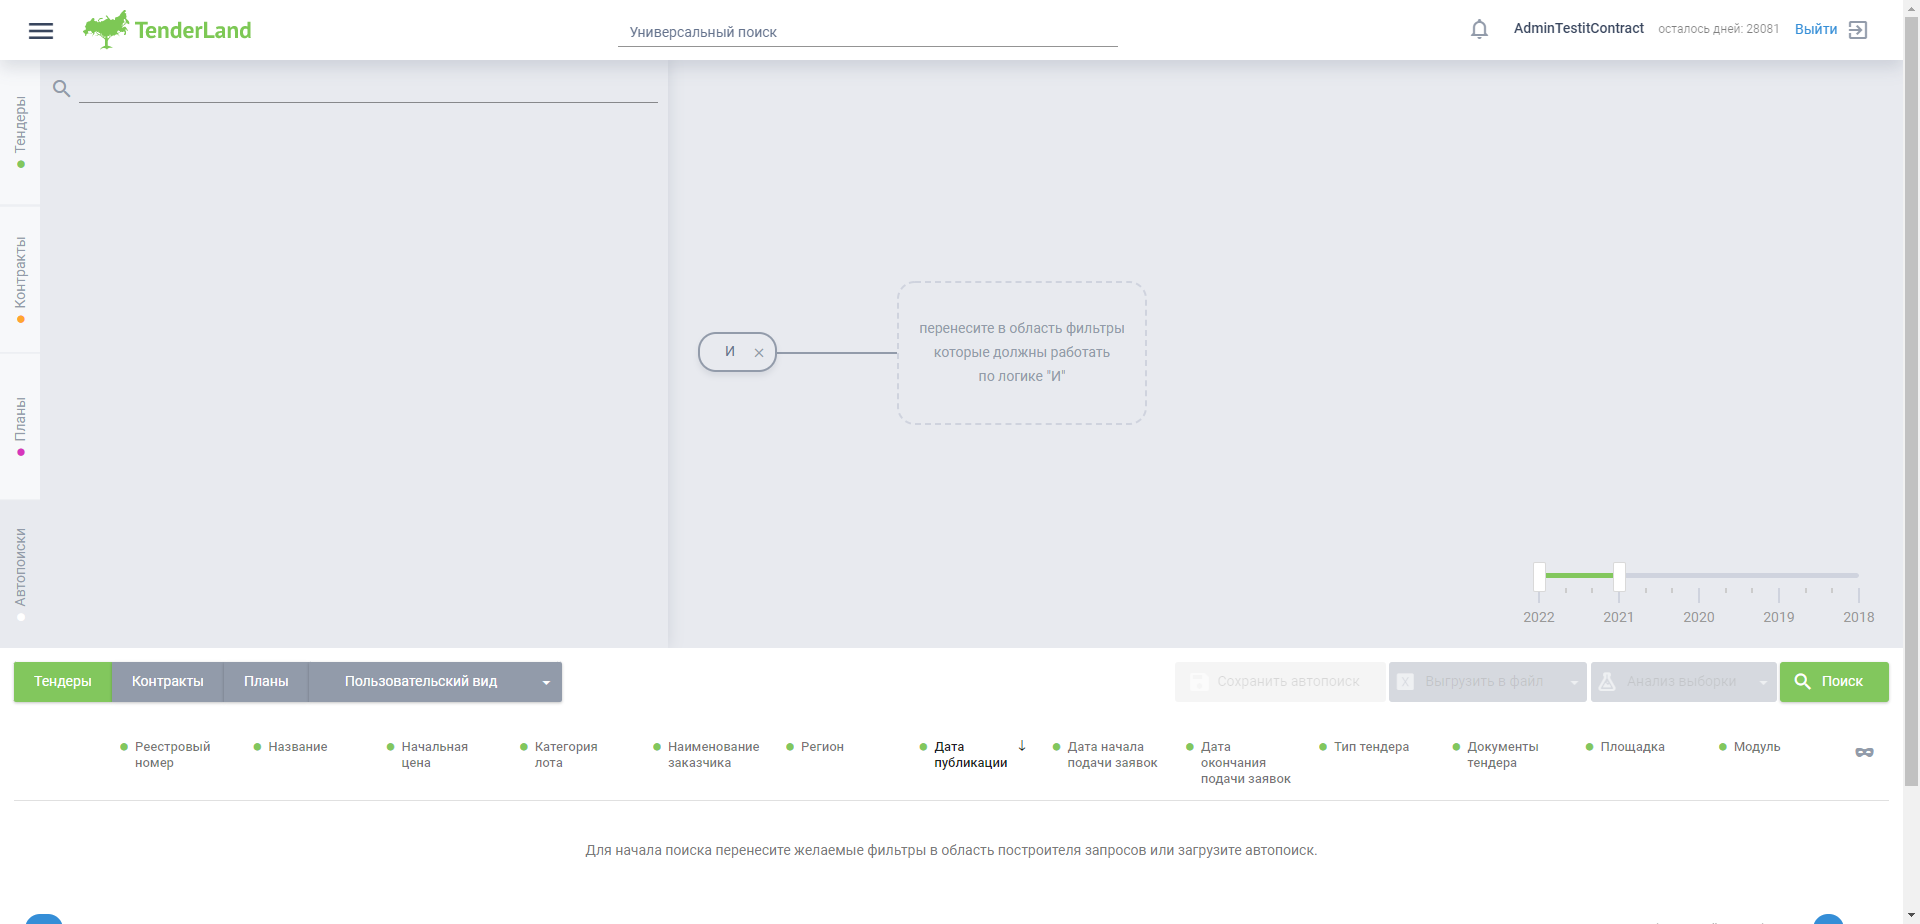 TenderLand
Универсальный поиск
AdminTestitContract
осталось дней: 28081
Выйти
Тендеры
Контракты
Планы
Автопоиски
И
перенесите в область фильтры
которые должны работать
по логике "И"
2022 2021 2020 2019 2018
Тендеры Контракты Планы Пользовательский вид
Сохранить автопоиск Выгрузить в файл Анализ выборки Поиск
Реестровый
номер
Название
Начальная
цена
Категория
лота
Наименование
заказчика
Регион
Дата
публикации
Дата начала
подачи заявок
Дата
окончания
подачи заявок
Тип тендера
Документы
тендера
Площадка
Модуль
Для начала поиска перенесите желаемые фильтры в область построителя запросов или загрузите автопоиск.